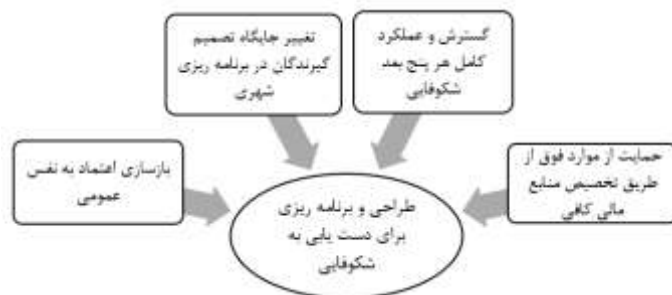 گسترش و عملکرد
کامل هر پنج بعد
شکوفایی
تغییر جایگاه تصمیم
گیرندگان در برنامه ریزی
شهری
حمایت از موارد فوق از
طریق تخصیص منابع
مالی کافی
بازسازی اعتماد به نفس
عمومی
طراحی و برنامه ریزی
برای دست یابی به
شکوفایی